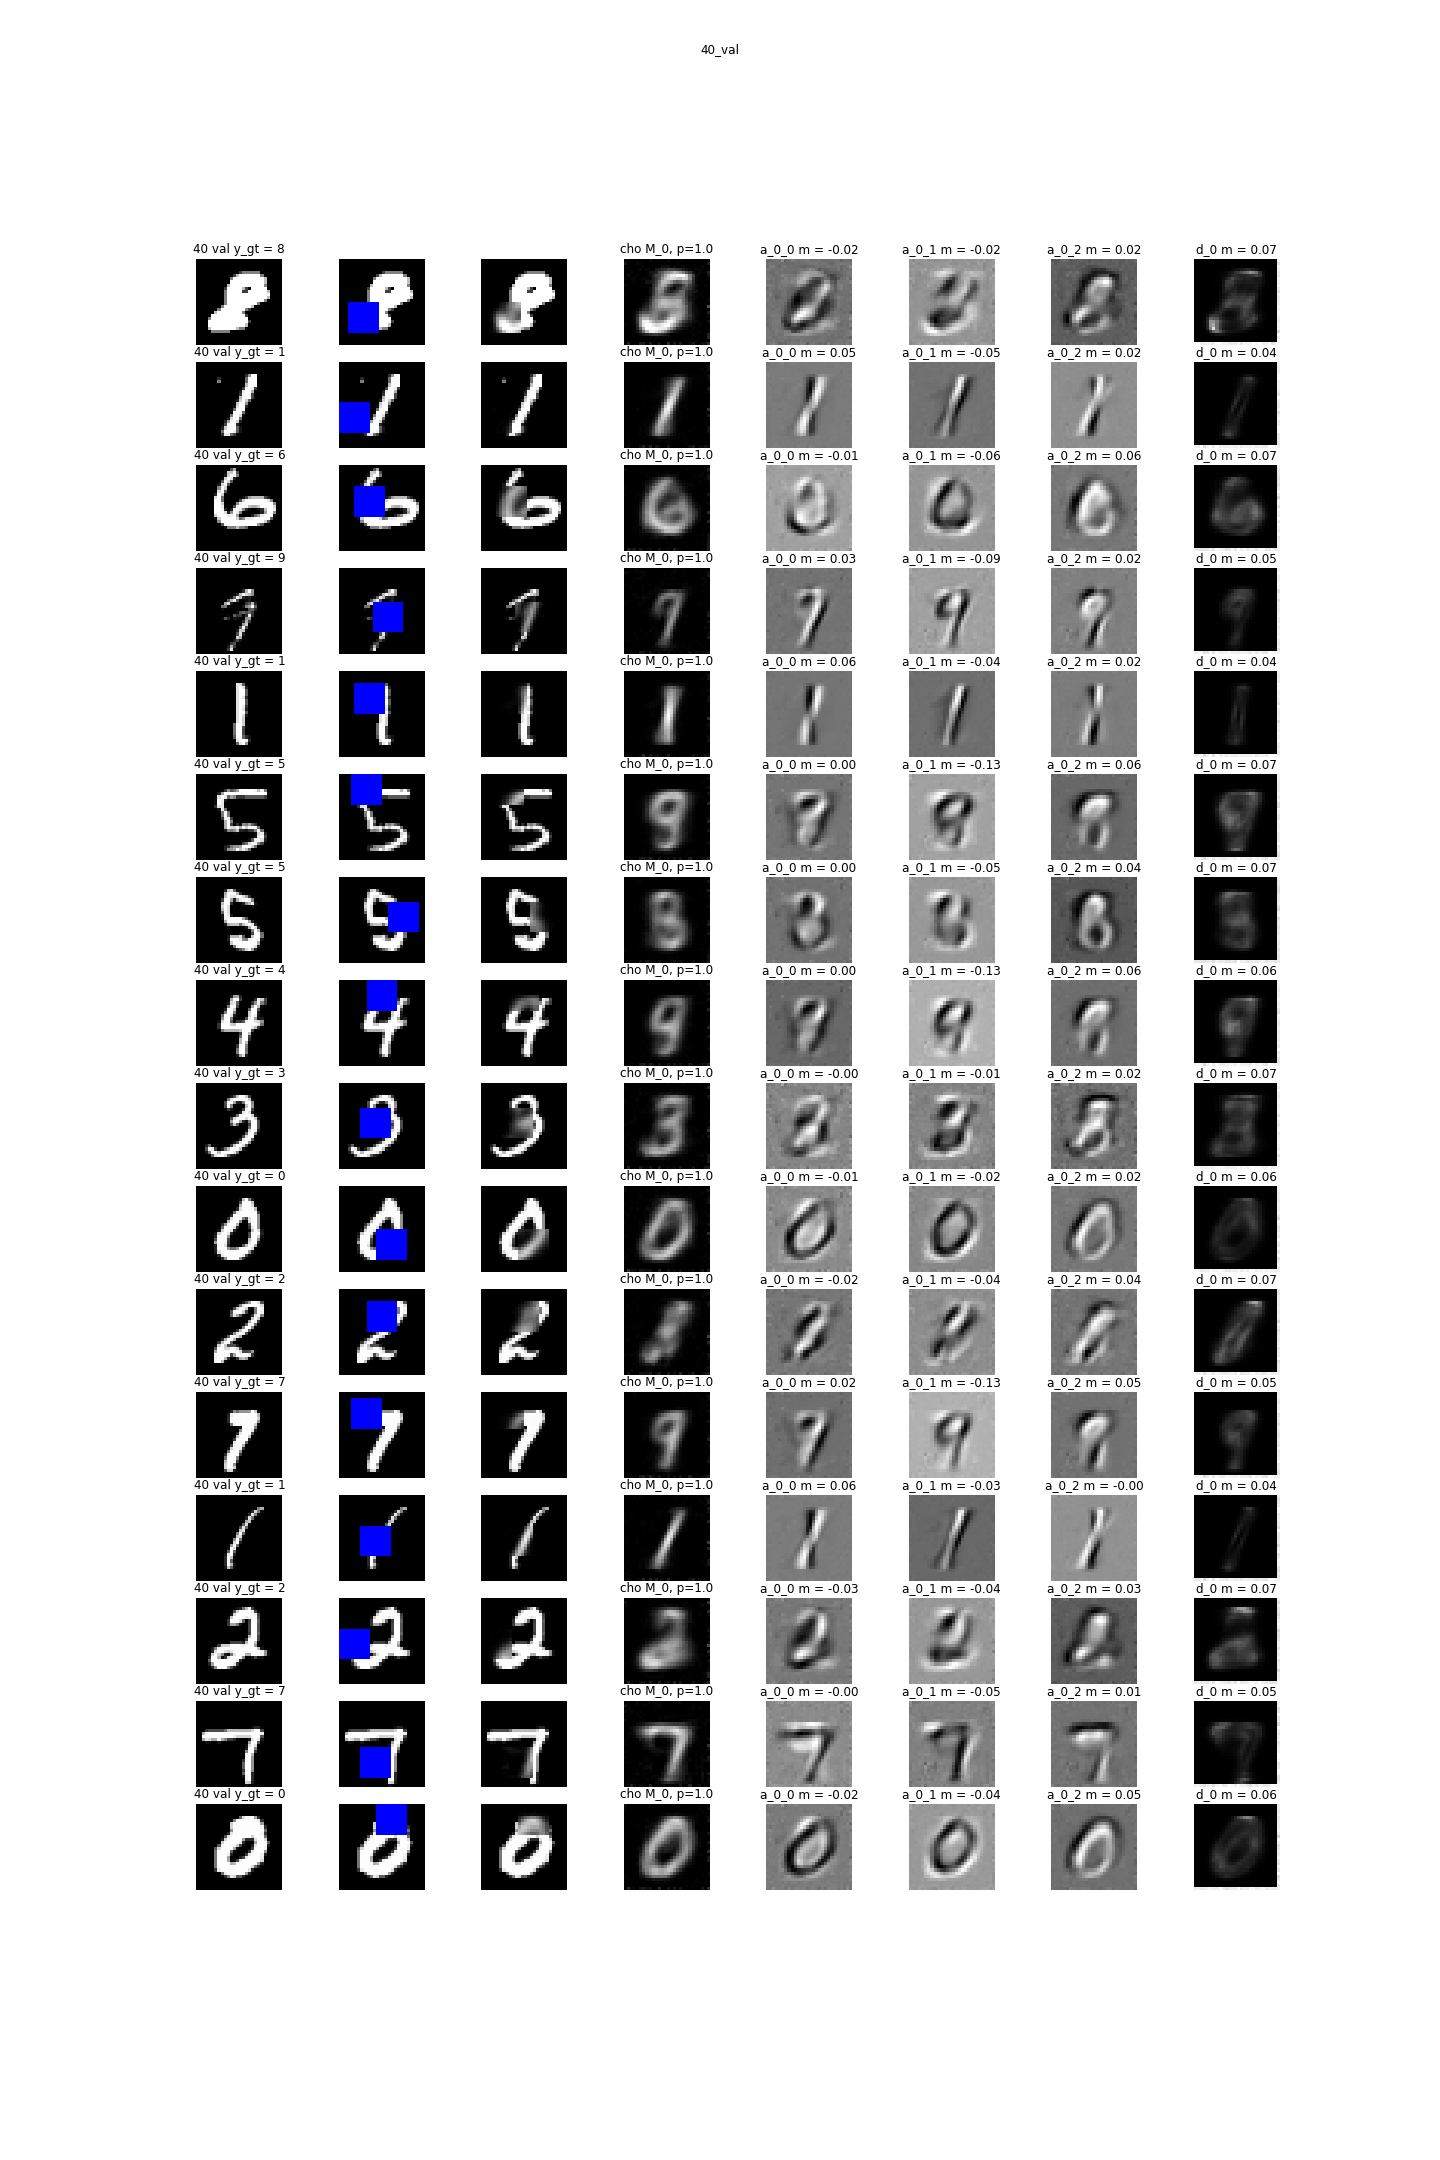 40_val
40 val y_gt = 8 cho M_0, p=1.0 a_0_0 m = -0.02 a_0_1 m = -0.02 a_0_2 m = 0.02 d_0 m = 0.07
40 val y_gt = 1 cho M_0, p=1.0 a_0_0 m = 0.05 a_0_1 m = -0.05 a_0_2 m = 0.02 d_0 m = 0.04
40 val y_gt = 6 cho M_0, p=1.0 a_0_0 m = -0.01 a_0_1 m = -0.06 a_0_2 m = 0.06 d_0 m = 0.07
40 val y_gt = 9 cho M_0, p=1.0 a_0_0 m = 0.03 a_0_1 m = -0.09 a_0_2 m = 0.02 d_0 m = 0.05
40 val y_gt = 1 cho M_0, p=1.0 a_0_0 m = 0.06 a_0_1 m = -0.04 a_0_2 m = 0.02 d_0 m = 0.04
40 val y_gt = 5 cho M_0, p=1.0 a_0_0 m = 0.00 a_0_1 m = -0.13 a_0_2 m = 0.06 d_0 m = 0.07
40 val y_gt = 5 cho M_0, p=1.0 a_0_0 m = 0.00 a_0_1 m = -0.05 a_0_2 m = 0.04 d_0 m = 0.07
40 val y_gt = 4 cho M_0, p=1.0 a_0_0 m = 0.00 a_0_1 m = -0.13 a_0_2 m = 0.06 d_0 m = 0.06
40 val y_gt = 3 cho M_0, p=1.0 a_0_0 m = -0.00 a_0_1 m = -0.01 a_0_2 m = 0.02 d_0 m = 0.07
40 val y_gt = 0 cho M_0, p=1.0 a_0_0 m = -0.01 a_0_1 m = -0.02 a_0_2 m = 0.02 d_0 m = 0.06
40 val y_gt = 2 cho M_0, p=1.0 a_0_0 m = -0.02 a_0_1 m = -0.04 a_0_2 m = 0.04 d_0 m = 0.07
40 val y_gt = 7 cho M_0, p=1.0 a_0_0 m = 0.02 a_0_1 m = -0.13 a_0_2 m = 0.05 d_0 m = 0.05
40 val y_gt = 1 cho M_0, p=1.0 a_0_0 m = 0.06 a_0_1 m = -0.03 a_0_2 m = -0.00 d_0 m = 0.04
40 val y_gt = 2 cho M_0, p=1.0 a_0_0 m = -0.03 a_0_1 m = -0.04 a_0_2 m = 0.03 d_0 m = 0.07
40 val y_gt = 7 cho M_0, p=1.0 a_0_0 m = -0.00 a_0_1 m = -0.05 a_0_2 m = 0.01 d_0 m = 0.05
40 val y_gt = 0 cho M_0, p=1.0 a_0_0 m = -0.02 a_0_1 m = -0.04 a_0_2 m = 0.05 d_0 m = 0.06